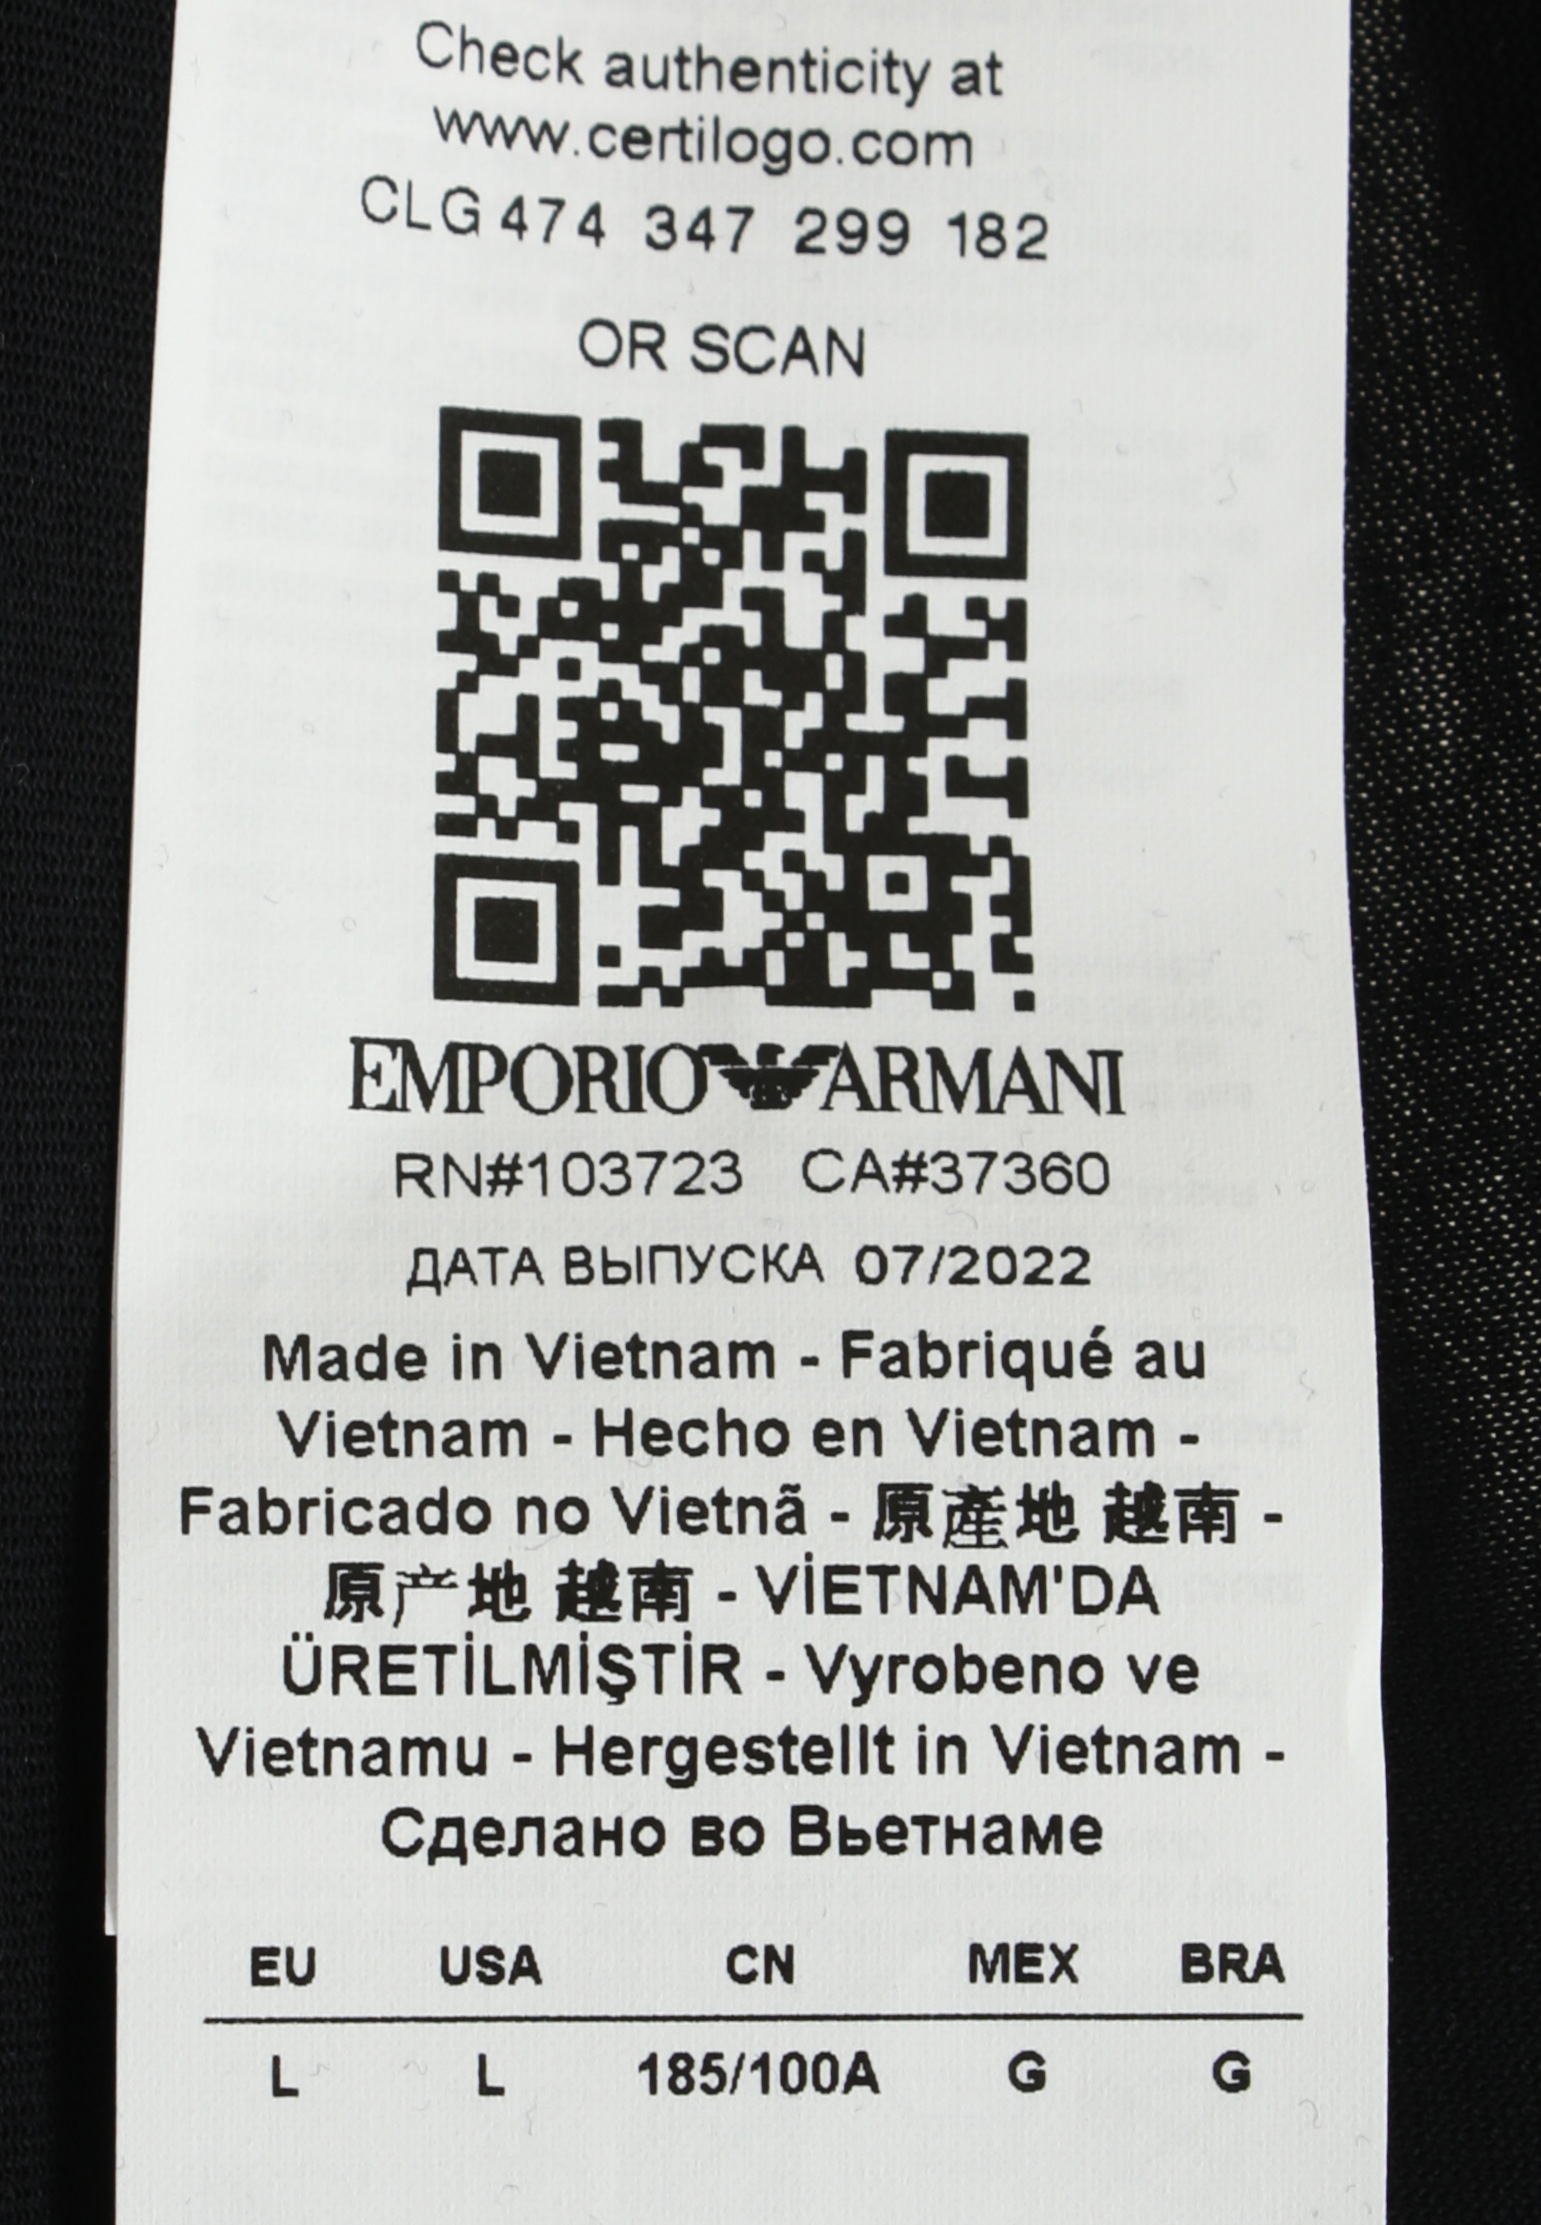 Check authenticity at
www.certilogo.com
CLG 474 347 299 182
OR SCAN
EMPORIO ARMANI
RN#103723 CA#37360
ДАТА ВЫПУСКА 07/2022
Made in Vietnam - Fabriqué au
Vietnam - Hecho en Vietnam -
Fabricado no Vietnã - 原產地 越南 -
原产地 越南 - VİETNAM'DA
ÜRETİLMİŞTİR - Vyrobeno ve
Vietnamu - Hergestellt in Vietnam -
Сделано во Вьетнаме
EU USA CN MEX BRA
L L 185/100A G G